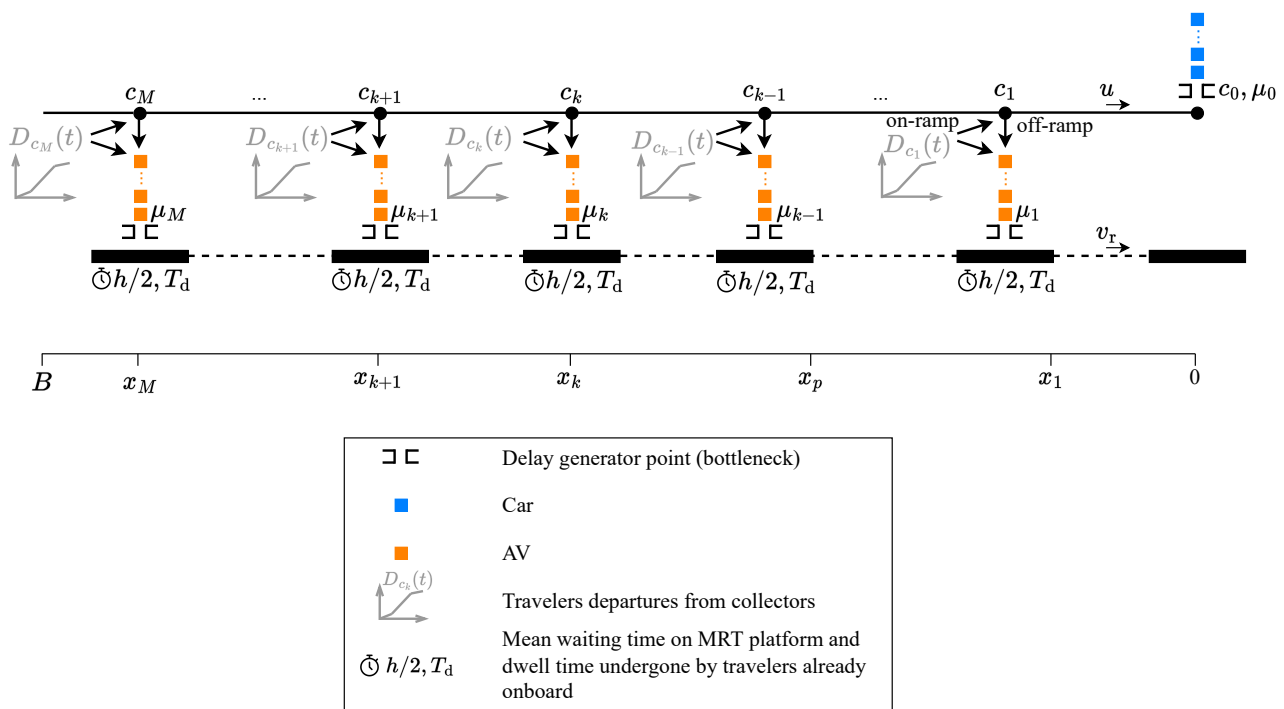 c_M ... c_{k+1} c_k c_{k-1} ... c_1 u c_0, μ_0
on-ramp off-ramp
D_{c_M}(t) D_{c_{k+1}}(t) D_{c_k}(t) D_{c_{k-1}}(t) D_{c_1}(t)
μ_M μ_{k+1} μ_k μ_{k-1} μ_1
v_r
h/2, T_d h/2, T_d h/2, T_d h/2, T_d h/2, T_d
B x_M x_{k+1} x_k x_p x_1 0
Delay generator point (bottleneck)
Car
AV
D_{c_k}(t) Travelers departures from collectors
h/2, T_d Mean waiting time on MRT platform and
dwell time undergone by travelers already
onboard